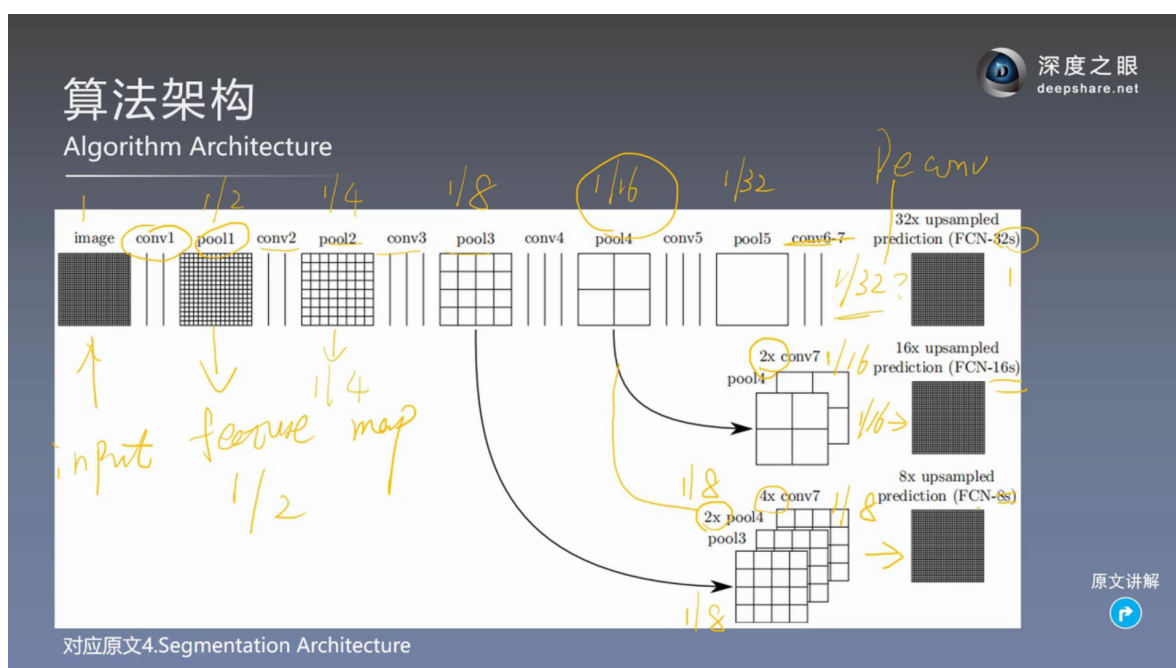 深度之眼
deepshare.net
算法架构
Algorithm Architecture
Deconv
1 1/2 1/4 1/8 1/16 1/32
32x upsampled
image conv1 pool1 conv2 pool2 conv3 pool3 conv4 pool4 conv5 pool5 conv6-7 prediction (FCN-32s)
1/32? 1
16x upsampled
2x conv7 1/16 prediction (FCN-16s)
pool4
1/4
1/16
input feature map
1/2
8x upsampled
1/8 4x conv7 1/8 prediction (FCN-8s)
2x pool4
pool3
1/8
原文讲解
对应原文4.Segmentation Architecture